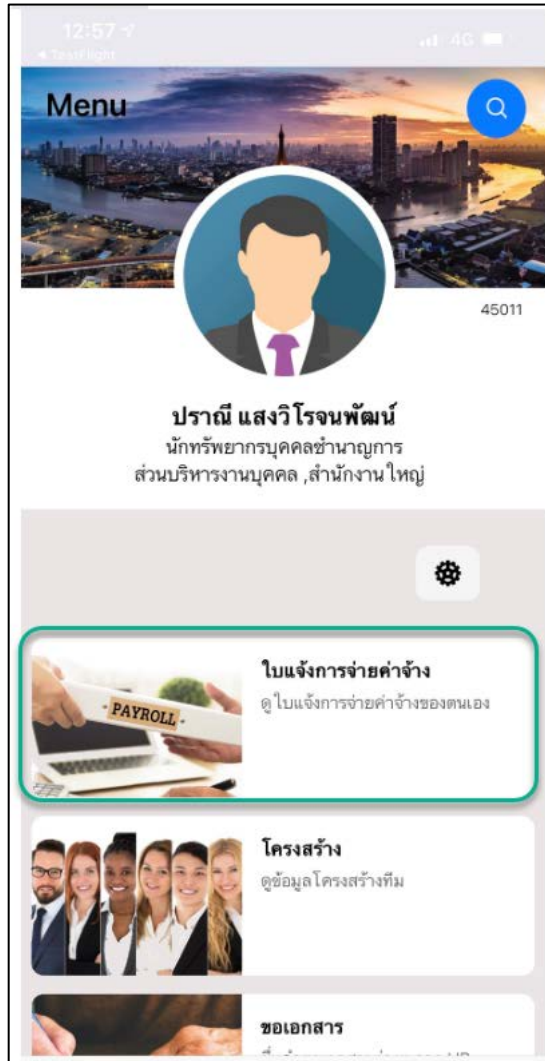 12:57
◂ TestFlight
4G
Menu
45011
ปราณี แสงวิโรจนพัฒน์
นักทรัพยากรบุคคลชำนาญการ
ส่วนบริหารงานบุคคล ,สำนักงานใหญ่
ใบแจ้งการจ่ายค่าจ้าง
ดูใบแจ้งการจ่ายค่าจ้างของตนเอง
PAYROLL
โครงสร้าง
ดูข้อมูลโครงสร้างทีม
ขอเอกสาร